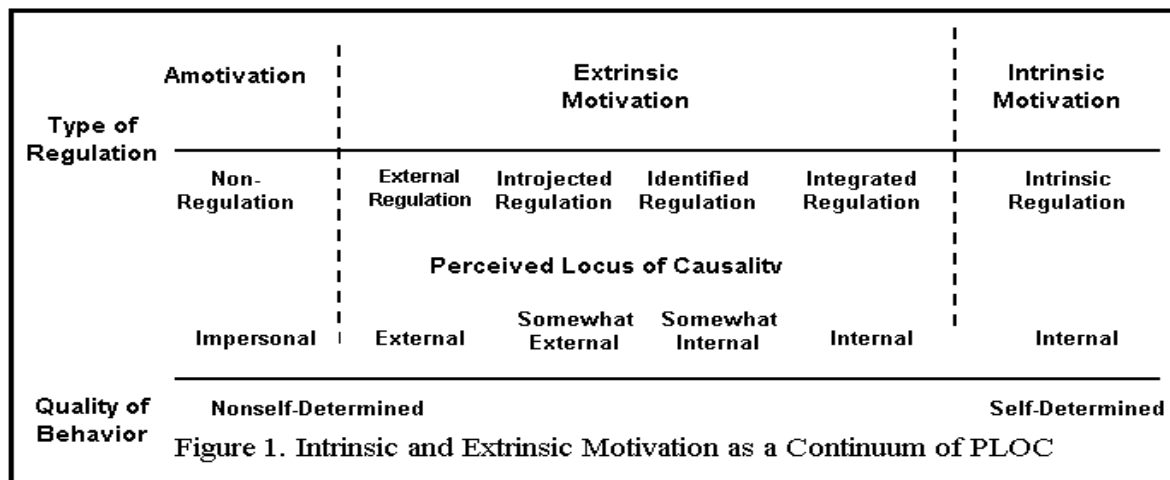 Amotivation
Extrinsic
Motivation
Intrinsic
Motivation
Type of
Regulation
Non-
Regulation
External
Regulation
Introjected
Regulation
Identified
Regulation
Integrated
Regulation
Intrinsic
Regulation
Perceived Locus of Causality
Impersonal
External
Somewhat
External
Somewhat
Internal
Internal
Internal
Quality of
Behavior
Nonself-Determined
Self-Determined
Figure 1. Intrinsic and Extrinsic Motivation as a Continuum of PLOC